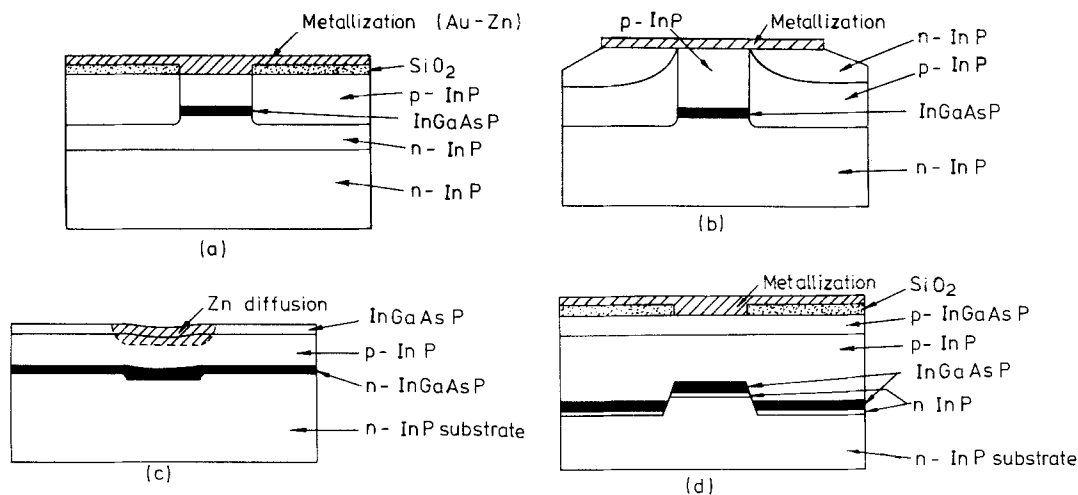 Metallization (Au-Zn)
SiO2
p- InP
InGaAsP
n- InP
n- InP
(a)
p-InP
Metallization
n-InP
p-InP
InGaAsP
n-InP
(b)
Zn diffusion
InGaAsP
p-InP
n-InGaAsP
n-InP substrate
(c)
Metallization
SiO2
p-InGaAsP
p-InP
InGaAsP
n InP
n-InP substrate
(d)